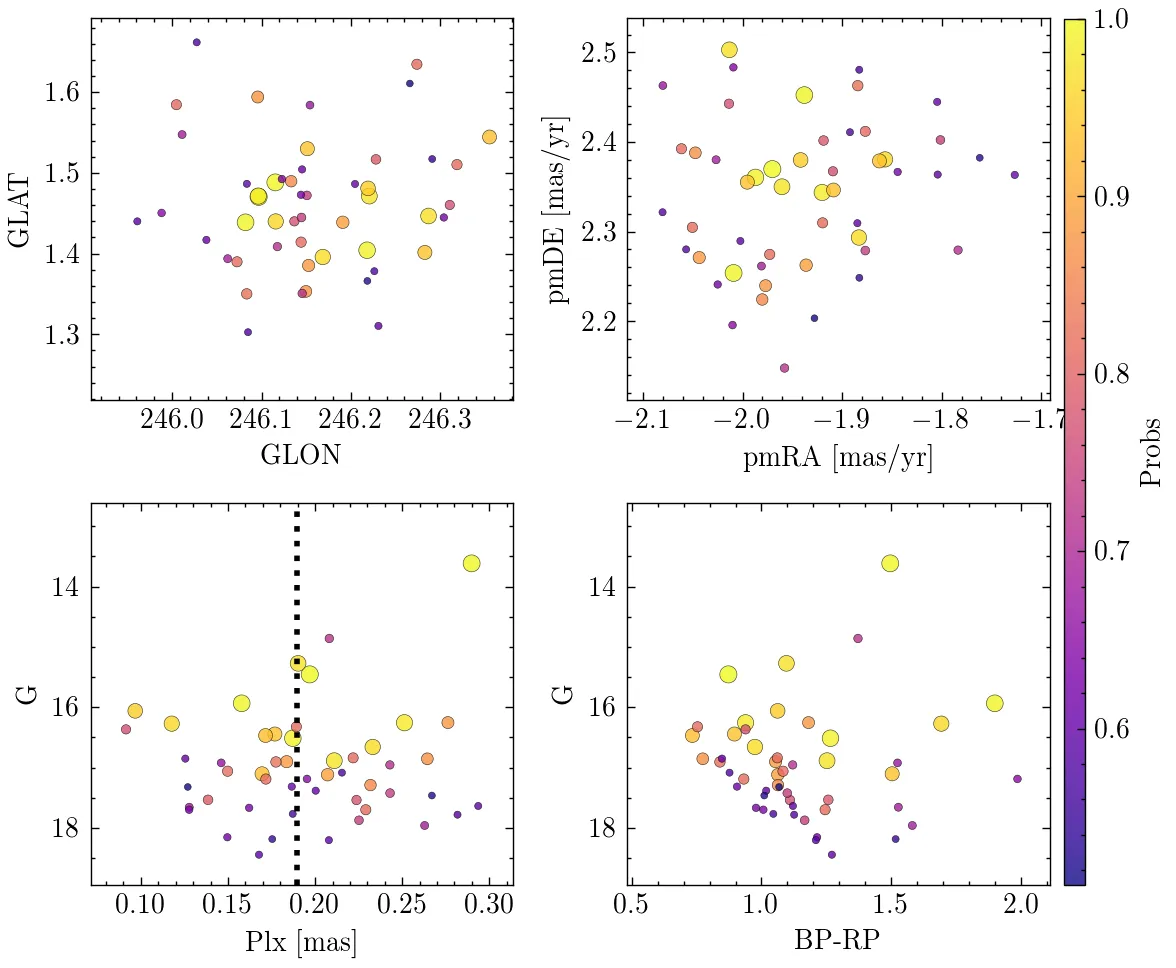 1.6
1.5
1.4
1.3
GLAT
246.0 246.1 246.2 246.3
GLON
2.5
2.4
2.3
2.2
pmDE [mas/yr]
−2.1 −2.0 −1.9 −1.8 −1.7
pmRA [mas/yr]
1.0
0.9
0.8
0.7
0.6
Probs
14
16
18
G
0.10 0.15 0.20 0.25 0.30
Plx [mas]
14
16
18
G
0.5 1.0 1.5 2.0
BP-RP